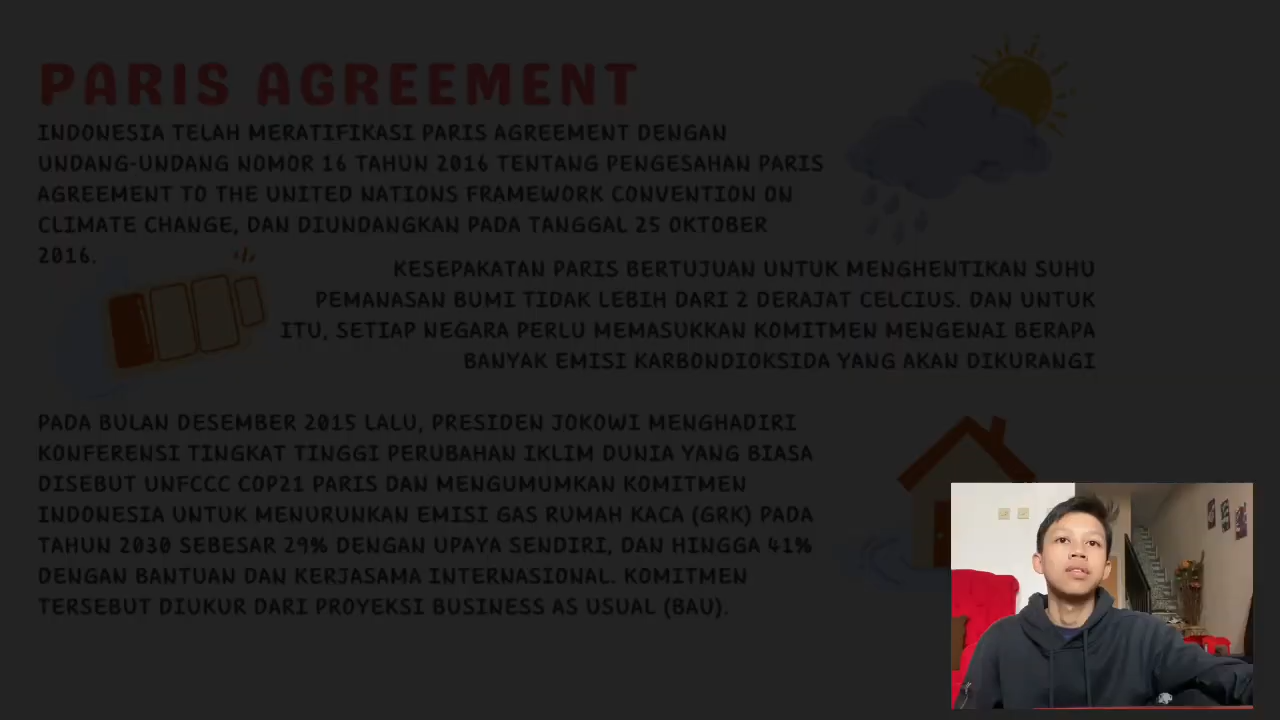 PARIS AGREEMENT
INDONESIA TELAH MERATIFIKASI PARIS AGREEMENT DENGAN
UNDANG-UNDANG NOMOR 16 TAHUN 2016 TENTANG PENGESAHAN PARIS
AGREEMENT TO THE UNITED NATIONS FRAMEWORK CONVENTION ON
CLIMATE CHANGE, DAN DIUNDANGKAN PADA TANGGAL 25 OKTOBER
2016.
KESEPAKATAN PARIS BERTUJUAN UNTUK MENGHENTIKAN SUHU
PEMANASAN BUMI TIDAK LEBIH DARI 2 DERAJAT CELCIUS. DAN UNTUK
ITU, SETIAP NEGARA PERLU MEMASUKKAN KOMITMEN MENGENAI BERAPA
BANYAK EMISI KARBONDIOKSIDA YANG AKAN DIKURANGI
PADA BULAN DESEMBER 2015 LALU, PRESIDEN JOKOWI MENGHADIRI
KONFERENSI TINGKAT TINGGI PERUBAHAN IKLIM DUNIA YANG BIASA
DISEBUT UNFCCC COP21 PARIS DAN MENGUMUMKAN KOMITMEN
INDONESIA UNTUK MENURUNKAN EMISI GAS RUMAH KACA (GRK) PADA
TAHUN 2030 SEBESAR 29% DENGAN UPAYA SENDIRI, DAN HINGGA 41%
DENGAN BANTUAN DAN KERJASAMA INTERNASIONAL. KOMITMEN
TERSEBUT DIUKUR DARI PROYEKSI BUSINESS AS USUAL (BAU).